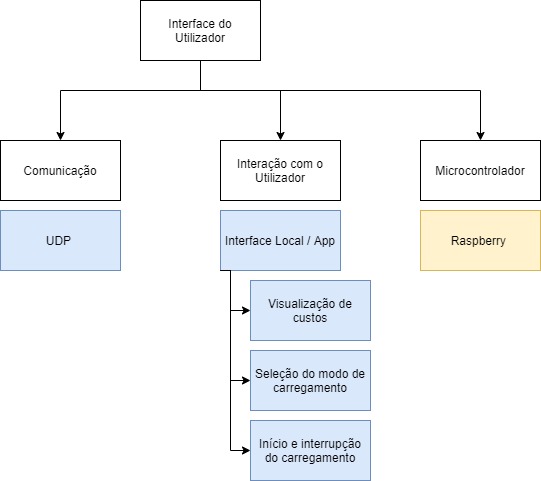 Interface do
Utilizador
Comunicação
Interação com o
Utilizador
Microcontrolador
UDP
Interface Local / App
Raspberry
Visualização de
custos
Seleção do modo de
carregamento
Início e interrupção
do carregamento